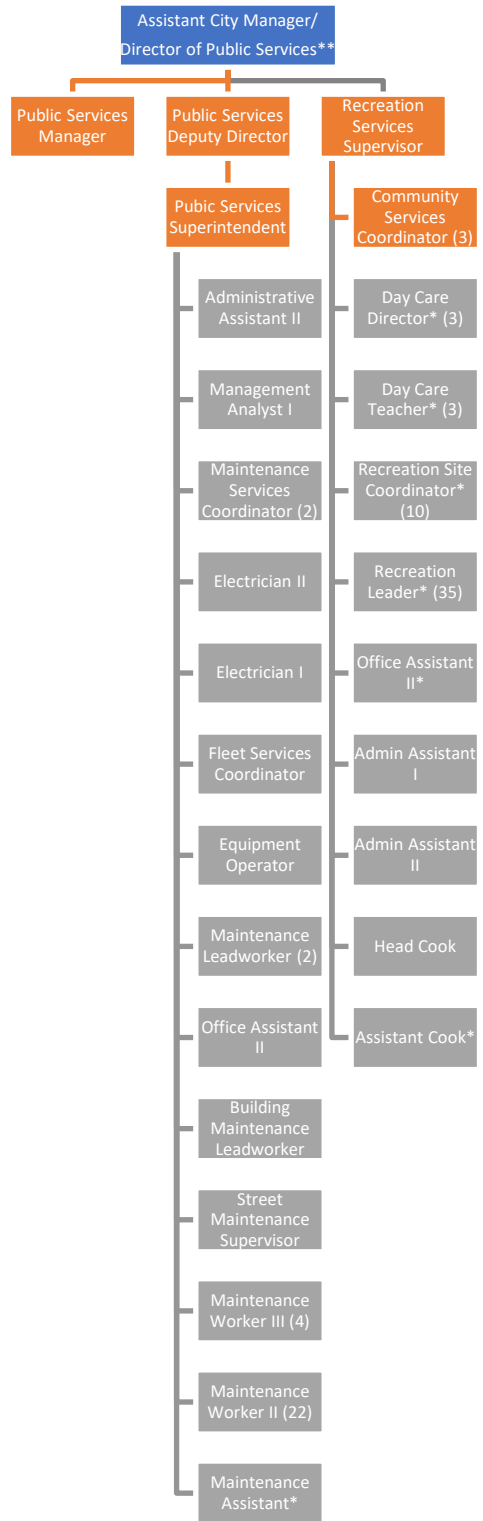 Assistant City Manager/
Director of Public Services**
Public Services
Manager
Public Services
Deputy Director
Recreation
Services
Supervisor
Pubic Services
Superintendent
Community
Services
Coordinator (3)
Administrative
Assistant II
Day Care
Director* (3)
Management
Analyst I
Day Care
Teacher* (3)
Maintenance
Services
Coordinator (2)
Recreation Site
Coordinator*
(10)
Electrician II
Recreation
Leader* (35)
Electrician I
Office Assistant
II*
Fleet Services
Coordinator
Admin Assistant
I
Equipment
Operator
Admin Assistant
II
Maintenance
Leadworker (2)
Head Cook
Office Assistant
II
Assistant Cook*
Building
Maintenance
Leadworker
Street
Maintenance
Supervisor
Maintenance
Worker III (4)
Maintenance
Worker II (22)
Maintenance
Assistant*